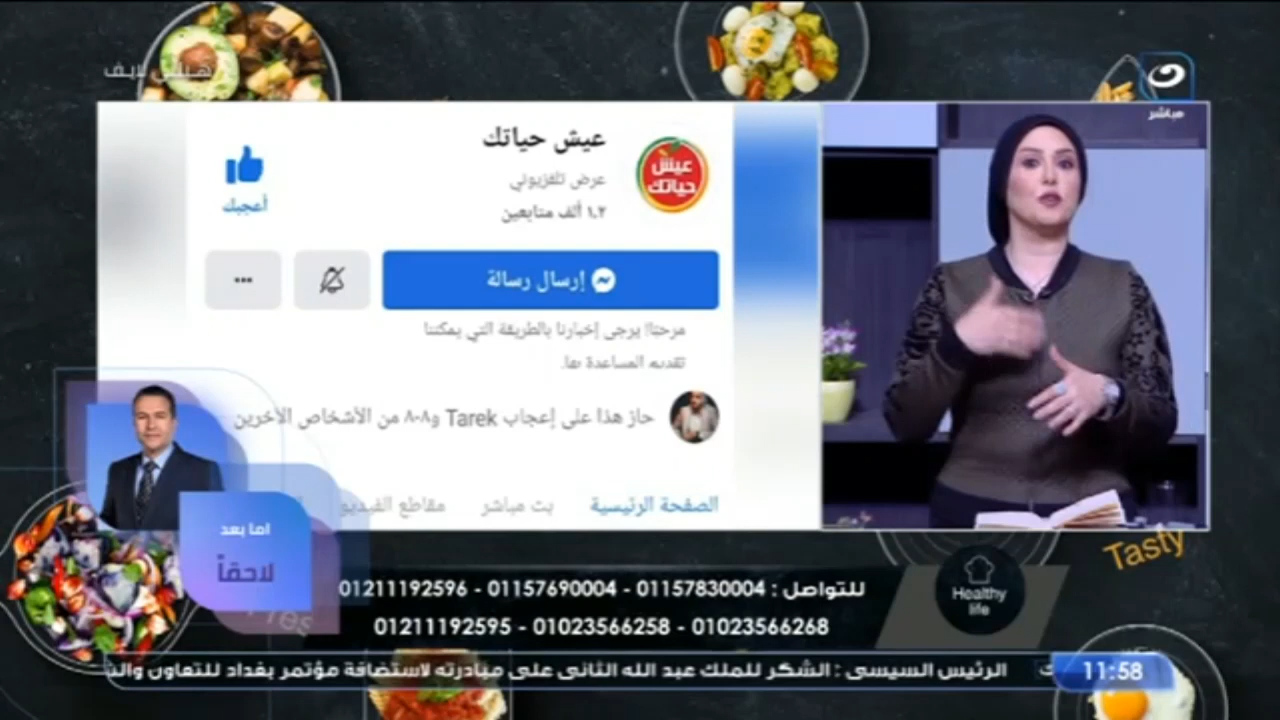 هيلثي لايف
مباشر
عيش حياتك
عيش
حياتك
عرض تلفزيوني
١,٢ ألف متابعين
أعجبك
إرسال رسالة
مرحبًا! يرجى إخبارنا بالطريقة التي يمكننا
تقديم المساعدة بها.
حاز هذا على إعجاب Tarek و٨٠٨ من الأشخاص الآخرين
الصفحة الرئيسية
بث مباشر
مقاطع الفيديو
اما بعد
لاحقاً
للتواصل : 01157830004 - 01157690004 - 01211192596
01023566268 - 01023566258 - 01211192595
Healthy
life
Tasty
11:58
الرئيس السيسى : الشكر للملك عبد الله الثانى على مبادرته لاستضافة مؤتمر بغداد للتعاون